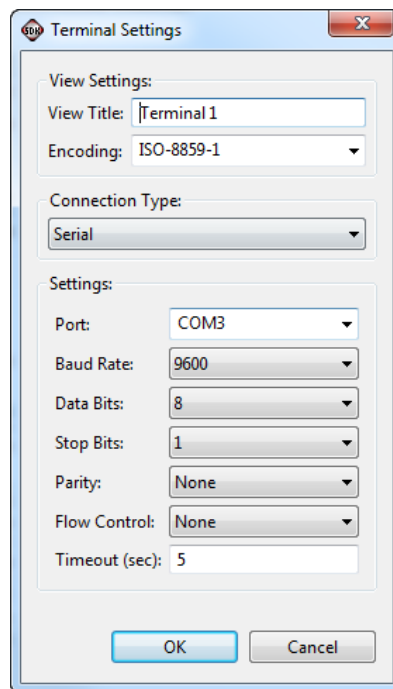 SDK Terminal Settings
View Settings:
View Title: Terminal 1
Encoding: ISO-8859-1
Connection Type:
Serial
Settings:
Port: COM3
Baud Rate: 9600
Data Bits: 8
Stop Bits: 1
Parity: None
Flow Control: None
Timeout (sec): 5
OK Cancel